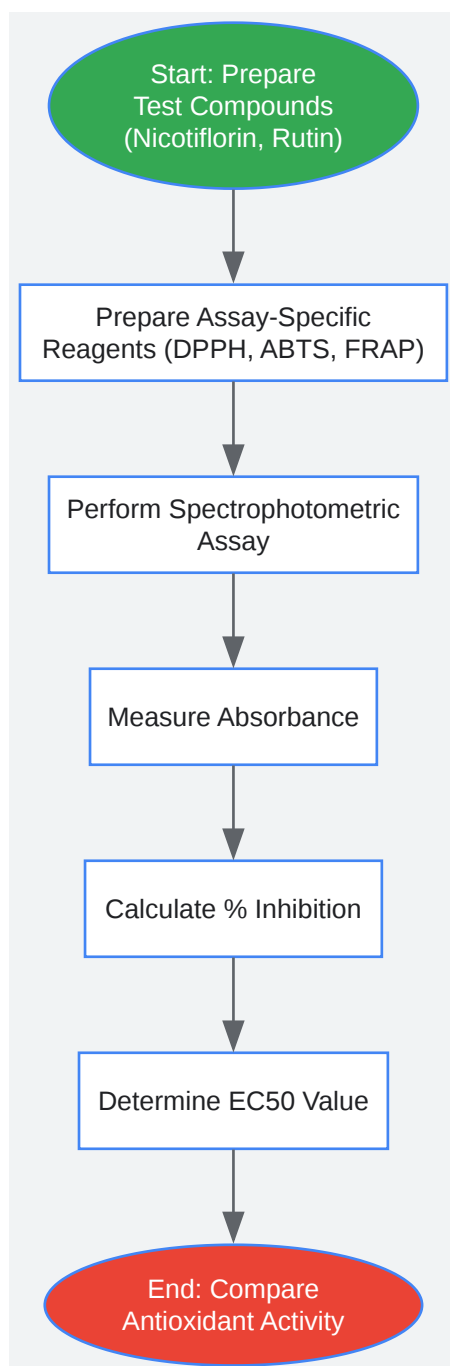 Start: Prepare
Test Compounds
(Nicotiflorin, Rutin)
Prepare Assay-Specific
Reagents (DPPH, ABTS, FRAP)
Perform Spectrophotometric
Assay
Measure Absorbance
Calculate % Inhibition
Determine EC50 Value
End: Compare
Antioxidant Activity